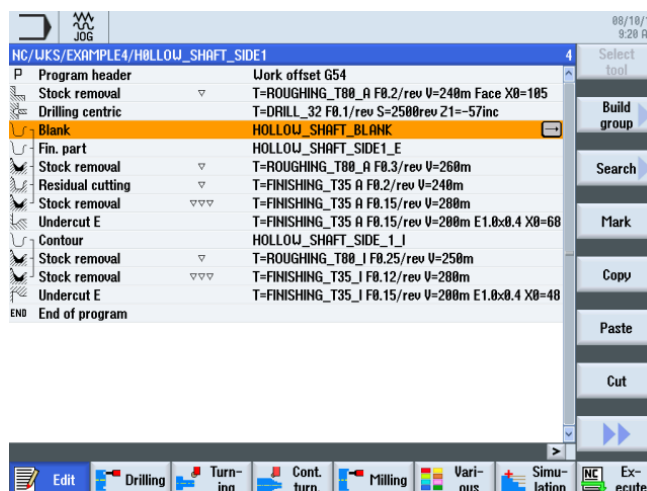 JOG
08/10/
9:20 A
NC/WKS/EXAMPLE4/HOLLOW_SHAFT_SIDE1 4
Select
tool
P Program header Work offset G54
Stock removal ▽ T=ROUGHING_T80_A F0.2/rev V=240m Face X0=105
Drilling centric T=DRILL_32 F0.1/rev S=2500rev Z1=-57inc
Build
group
Blank HOLLOW_SHAFT_BLANK
Fin. part HOLLOW_SHAFT_SIDE1_E
Stock removal ▽ T=ROUGHING_T80_A F0.3/rev V=260m
Search
Residual cutting ▽ T=FINISHING_T35 A F0.2/rev V=240m
Stock removal ▽▽▽ T=FINISHING_T35 A F0.15/rev V=280m
Undercut E T=FINISHING_T35 A F0.15/rev V=200m E1.0x0.4 X0=68
Mark
Contour HOLLOW_SHAFT_SIDE_1_I
Stock removal ▽ T=ROUGHING_T80_I F0.25/rev V=250m
Stock removal ▽▽▽ T=FINISHING_T35_I F0.12/rev V=280m
Copy
Undercut E T=FINISHING_T35_I F0.15/rev V=200m E1.0x0.4 X0=48
END End of program
Paste
Cut
>
Edit
Drilling
Turn-
ing
Cont.
turn.
Milling
Vari-
ous
Simu-
lation
NC Ex-
ecute